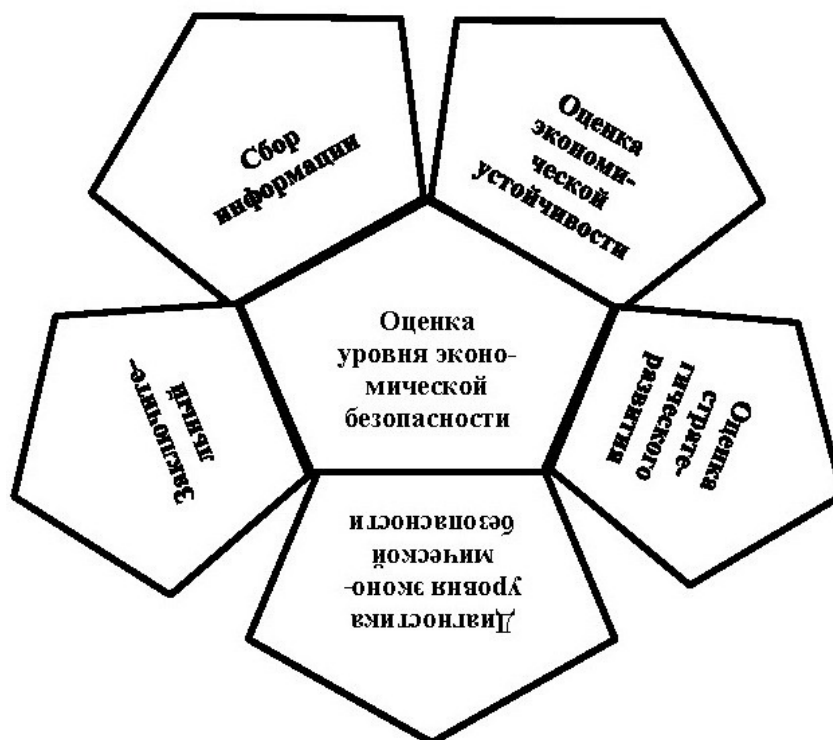 Сбор
информации
Оценка
экономи-
ческой
устойчивости
Оценка
уровня эконо-
мической
безопасности
Оценка
страте-
гического
развития
Диагностика
уровня эконо-
мической
безопасности
Заключите-
льный